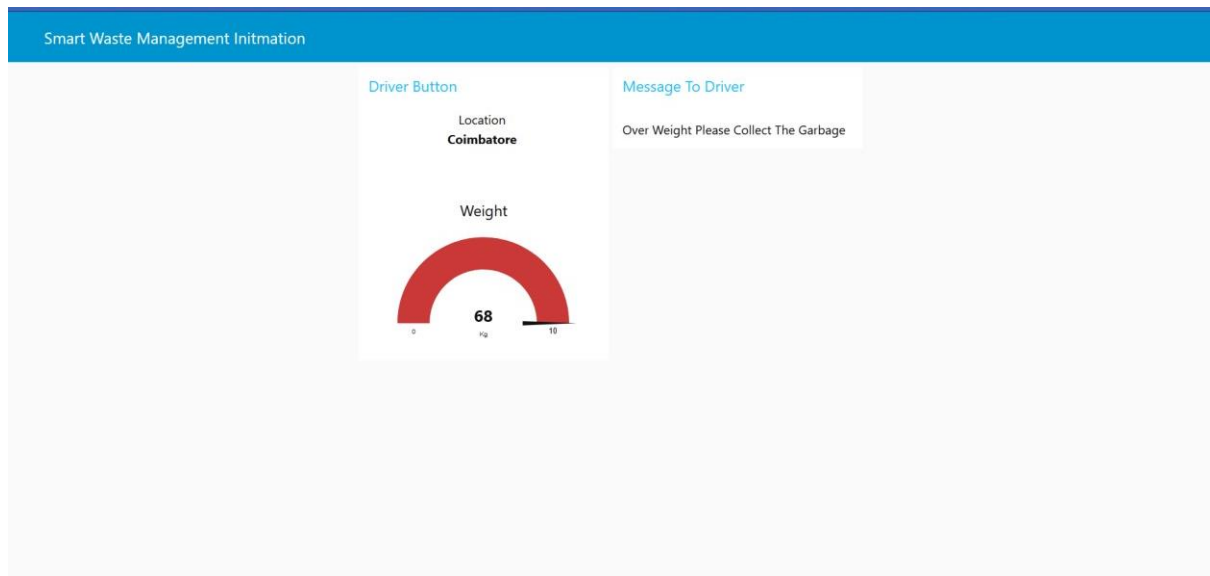 Smart Waste Management Initmation
Driver Button
Location
Coimbatore
Weight
68
Kg
0
10
Message To Driver
Over Weight Please Collect The Garbage